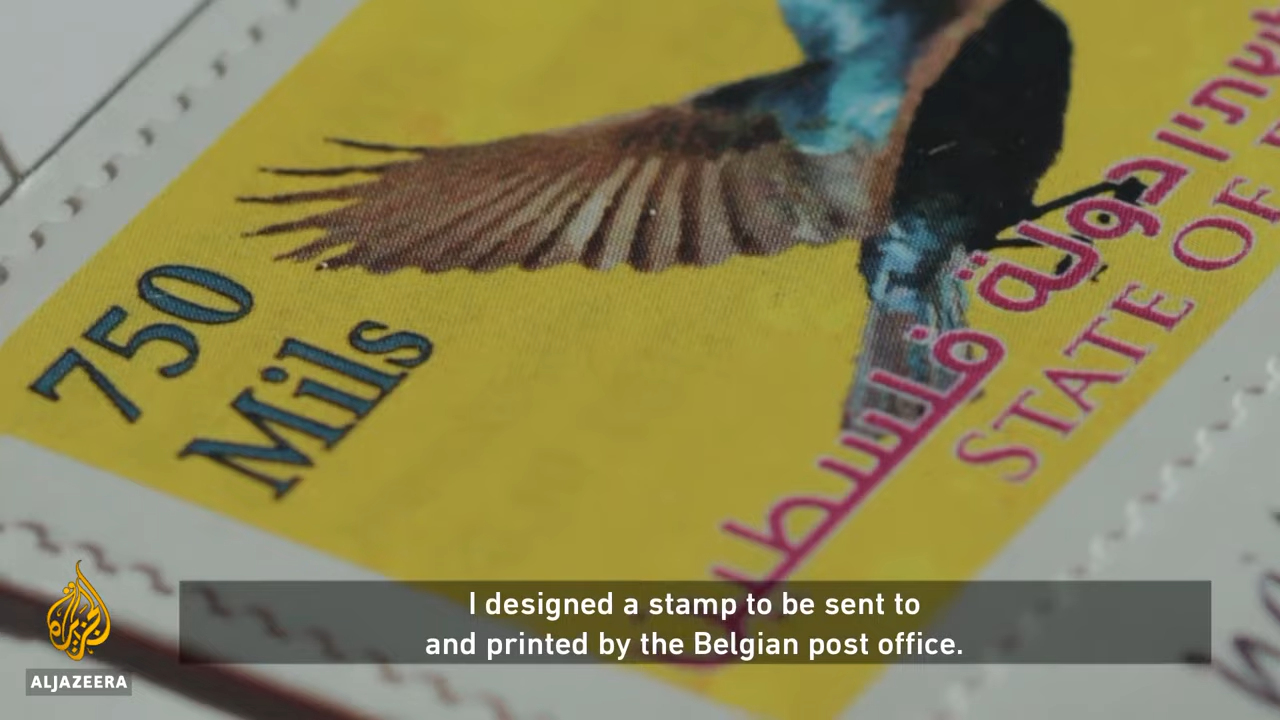 750
Mils
دولة فلسطين
STATE OF
I designed a stamp to be sent to
and printed by the Belgian post office.
ALJAZEERA